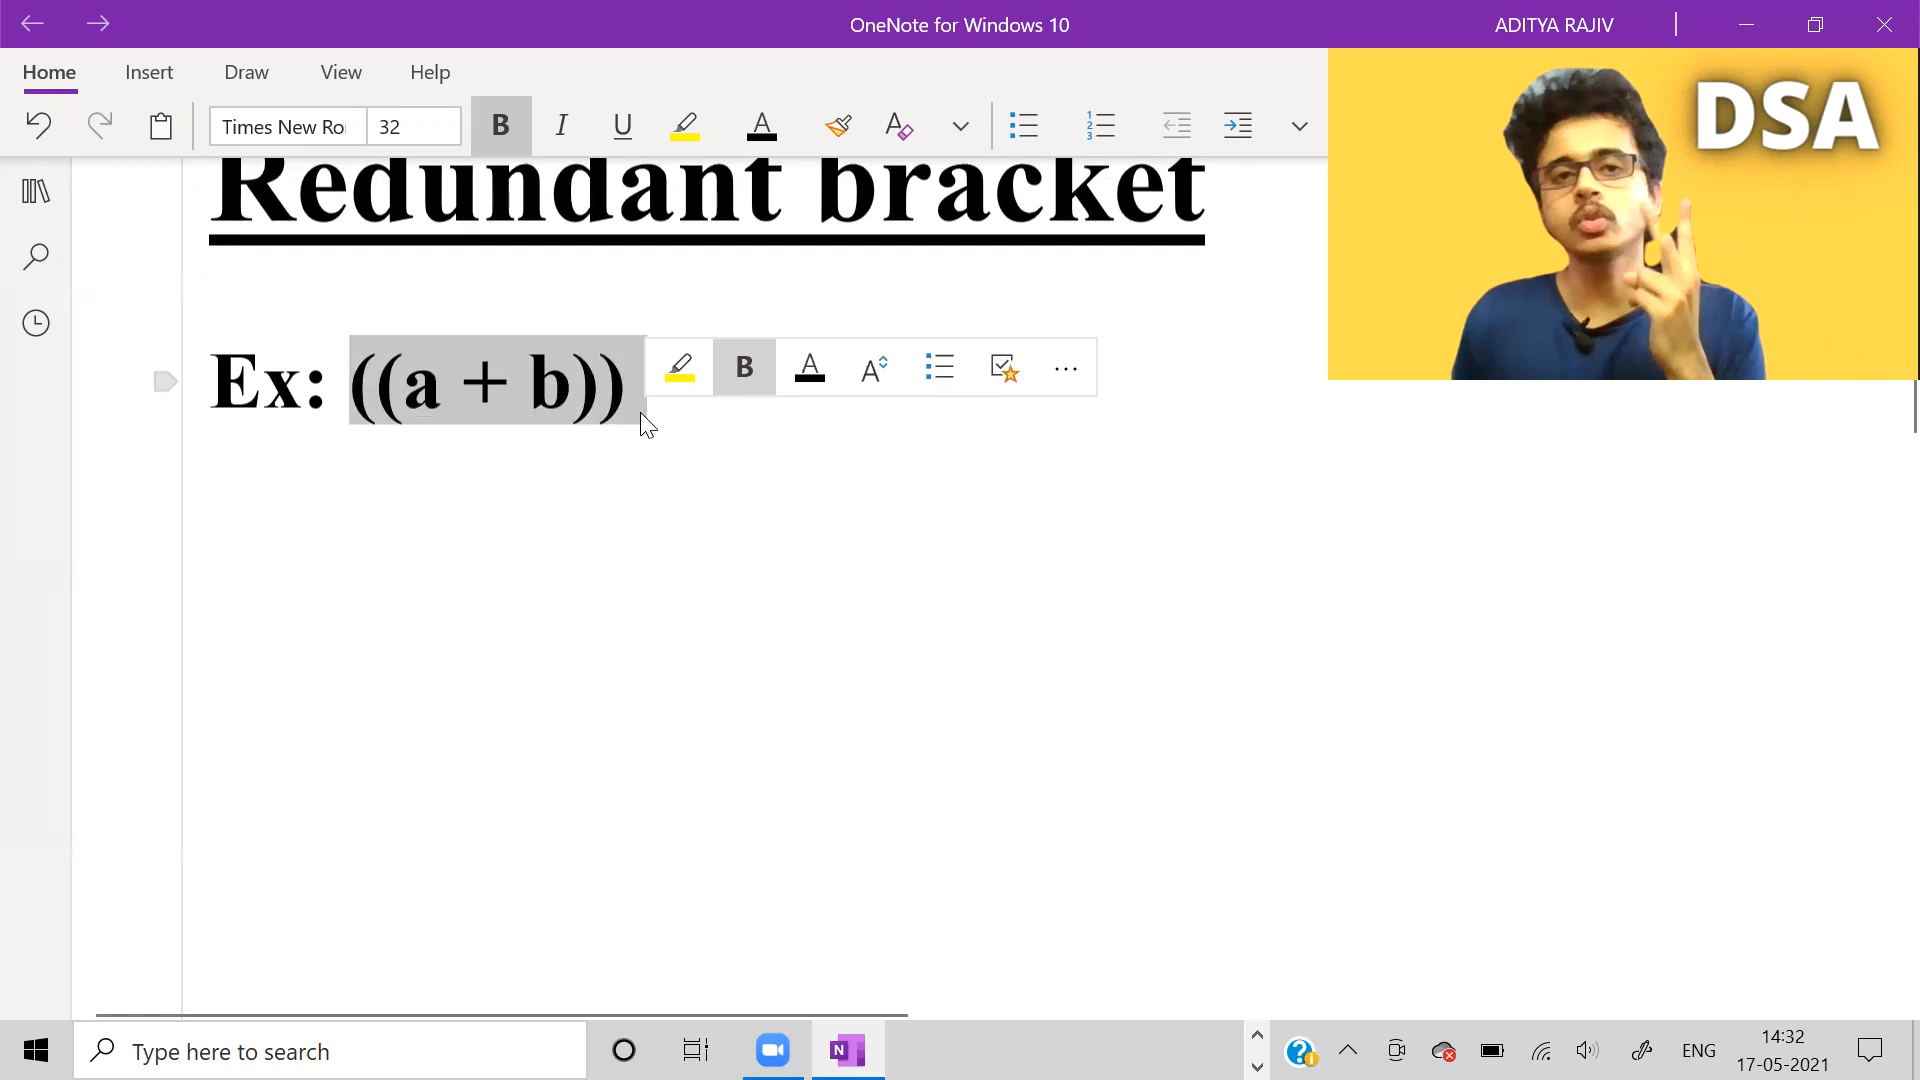 OneNote for Windows 10
ADITYA RAJIV
Home Insert Draw View Help
Times New Ro
32
B I U A A
DSA
Redundant bracket
Ex: ((a + b))
B A A
Type here to search
N
ENG
14:32
17-05-2021